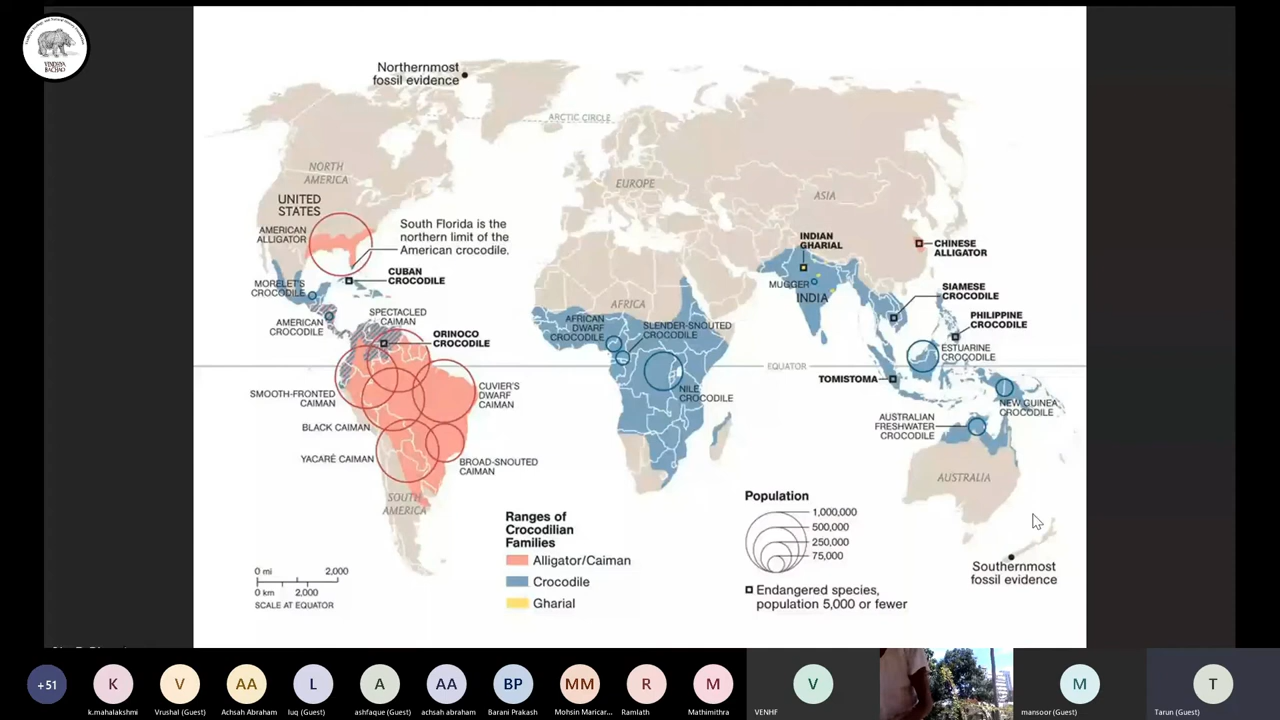 VINDHYA
BACHAO
Northernmost
fossil evidence
ARCTIC CIRCLE
NORTH
AMERICA
EUROPE
ASIA
UNITED
STATES
AMERICAN
ALLIGATOR
South Florida is the
northern limit of the
American crocodile.
INDIAN
GHARIAL
CHINESE
ALLIGATOR
CUBAN
CROCODILE
MORELET'S
CROCODILE
MUGGER
INDIA
SIAMESE
CROCODILE
AFRICA
SPECTACLED
CAIMAN
AMERICAN
CROCODILE
ORINOCO
CROCODILE
AFRICAN
DWARF
CROCODILE
SLENDER-SNOUTED
CROCODILE
PHILIPPINE
CROCODILE
ESTUARINE
CROCODILE
EQUATOR
TOMISTOMA
SMOOTH-FRONTED
CAIMAN
CUVIER'S
DWARF
CAIMAN
NILE
CROCODILE
NEW GUINEA
CROCODILE
BLACK CAIMAN
AUSTRALIAN
FRESHWATER
CROCODILE
YACARÉ CAIMAN
BROAD-SNOUTED
CAIMAN
AUSTRALIA
SOUTH
AMERICA
Ranges of
Crocodilian
Families
Alligator/Caiman
Crocodile
Gharial
Population
1,000,000
500,000
250,000
75,000
Endangered species,
population 5,000 or fewer
Southernmost
fossil evidence
0 mi 2,000
0 km 2,000
SCALE AT EQUATOR
+51 K V AA L A AA BP MM R M V M T
k.mahalakshmi Vrushal (Guest) Achsah Abraham luq (Guest) ashfaque (Guest) achsah abraham Barani Prakash Mohsin Maricar... Ramlath Mathimithra VENHF mansoor (Guest) Tarun (Guest)